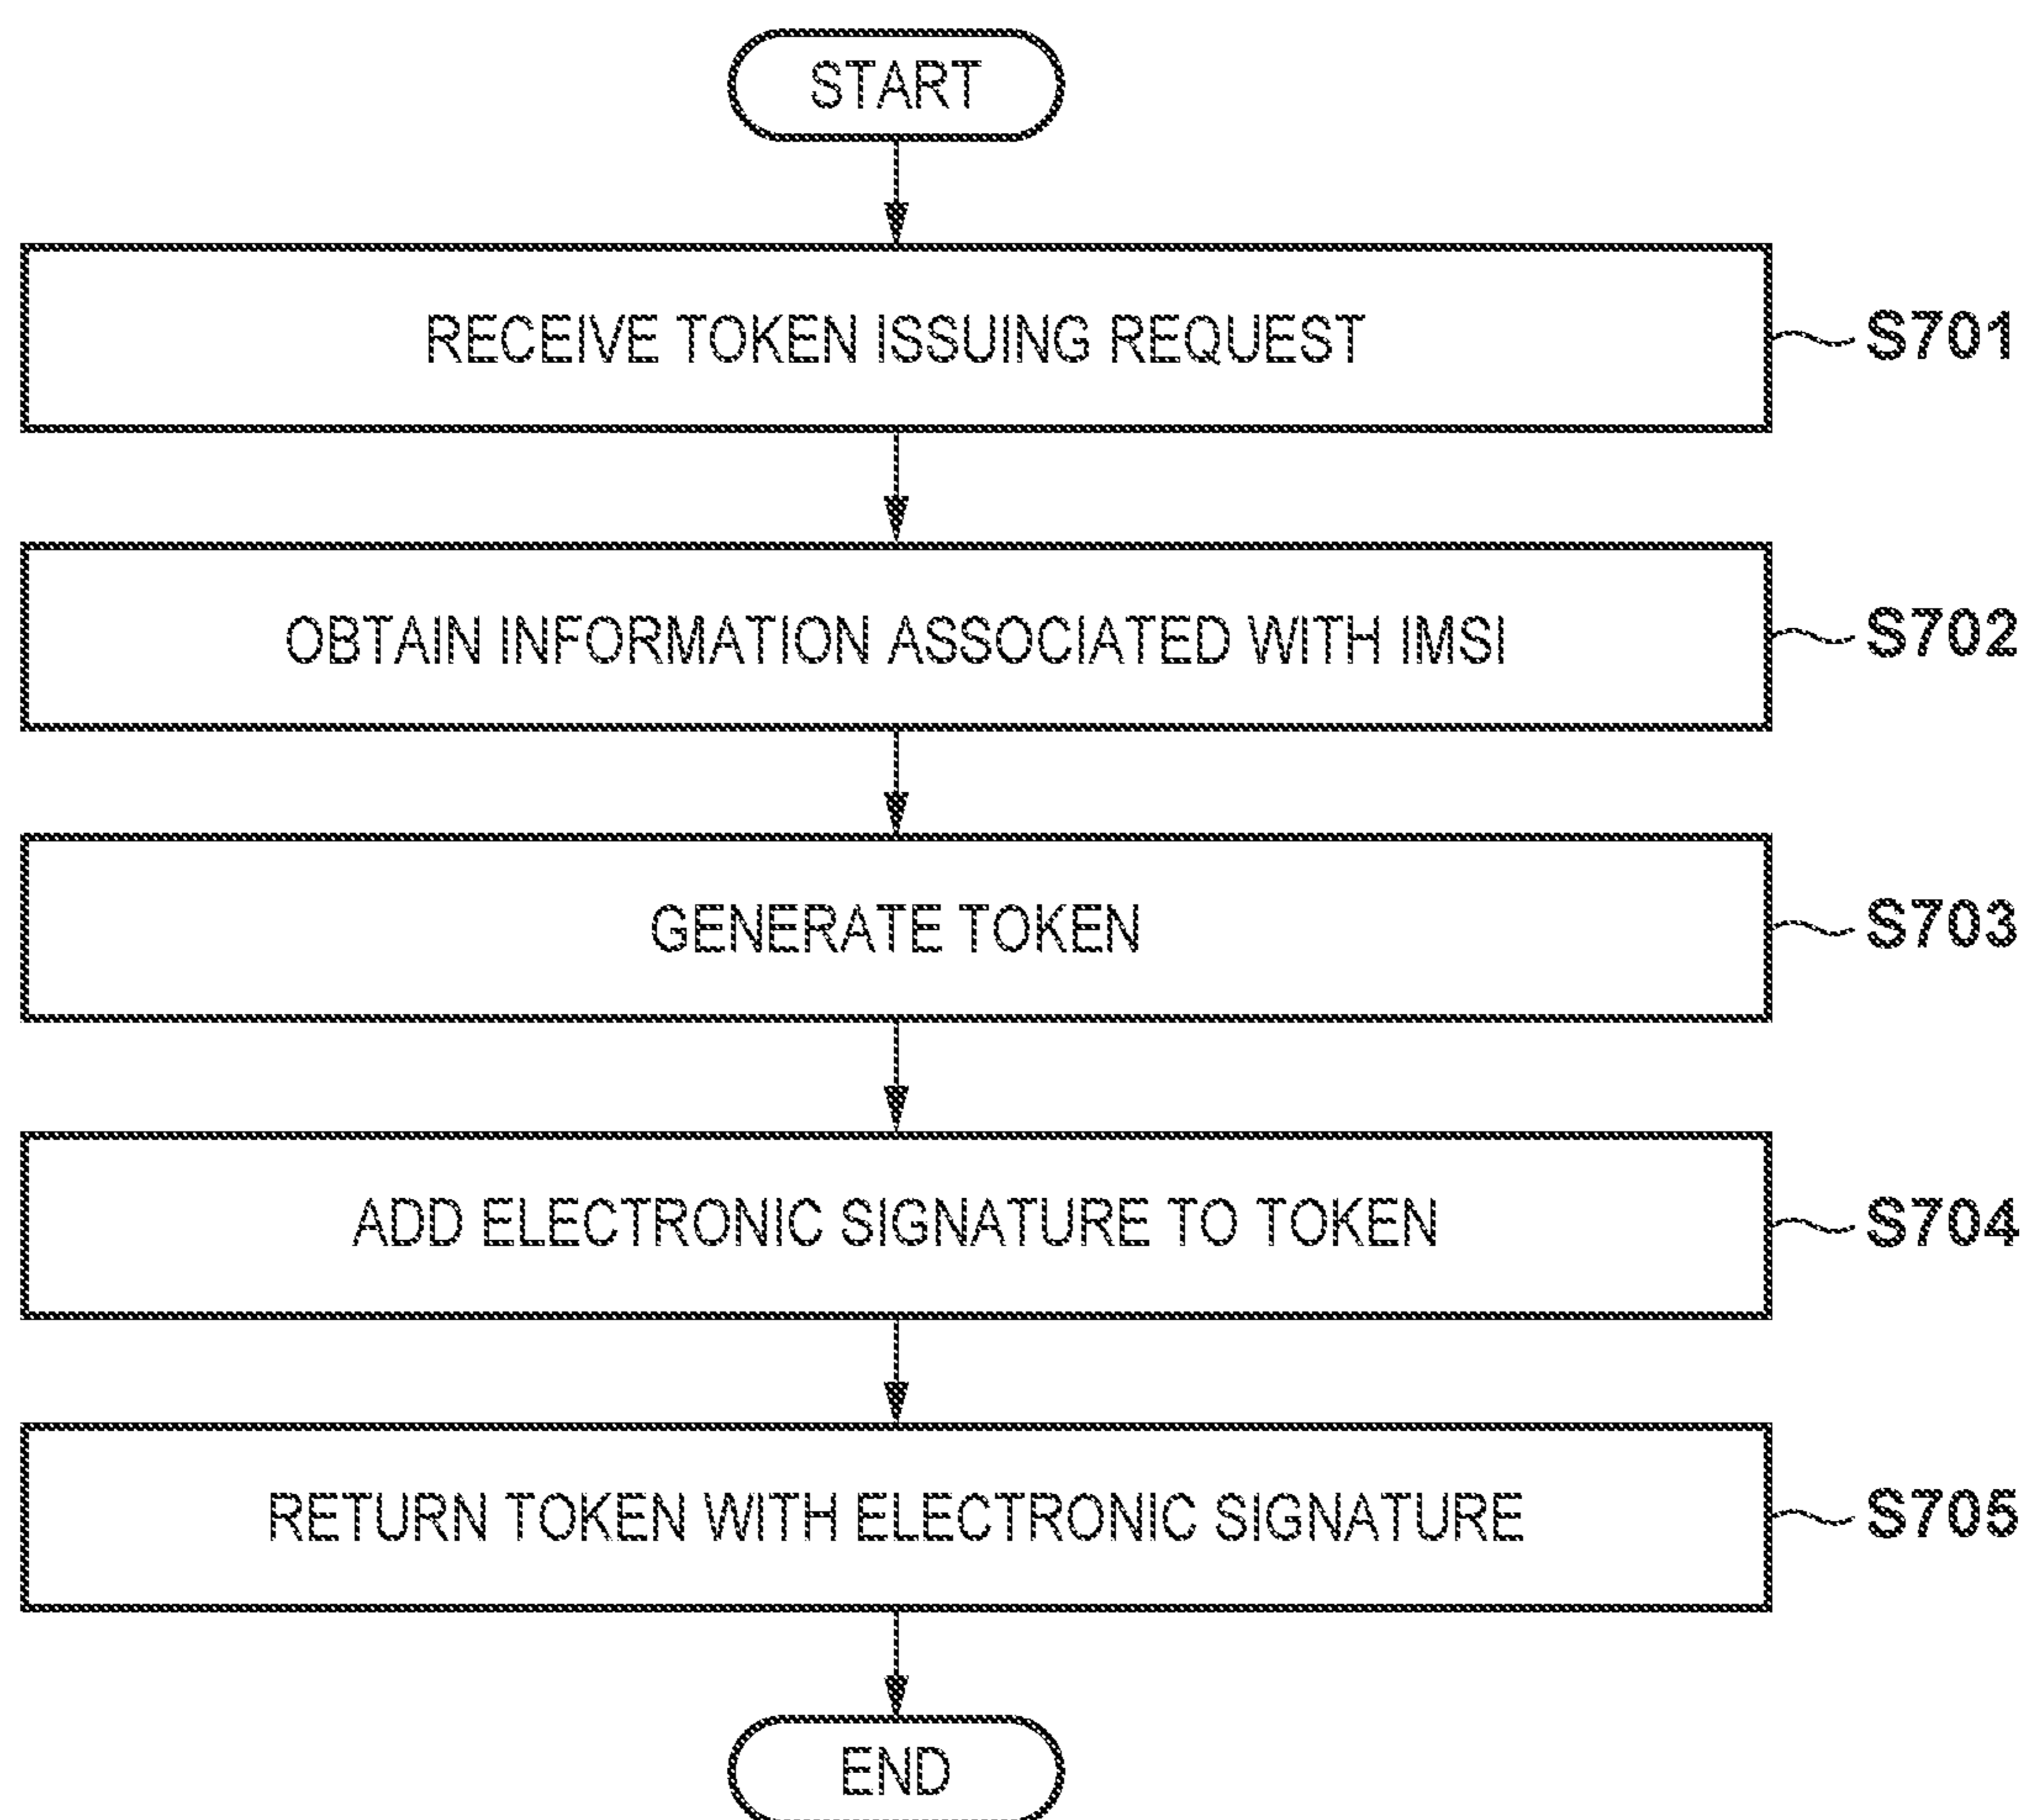 START
RECEIVE TOKEN ISSUING REQUEST
S701
OBTAIN INFORMATION ASSOCIATED WITH IMSI
S702
GENERATE TOKEN
S703
ADD ELECTRONIC SIGNATURE TO TOKEN
S704
RETURN TOKEN WITH ELECTRONIC SIGNATURE
S705
END